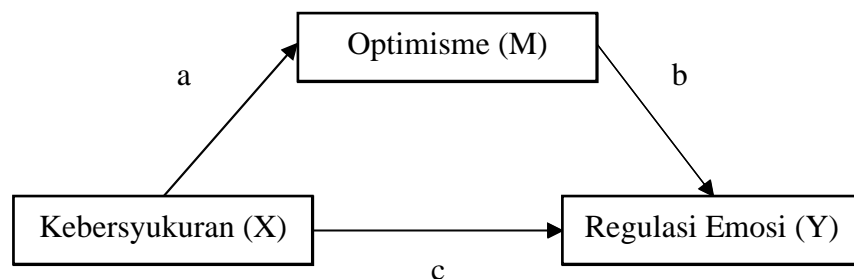 Optimisme (M)
a
b
Kebersyukuran (X)
Regulasi Emosi (Y)
c